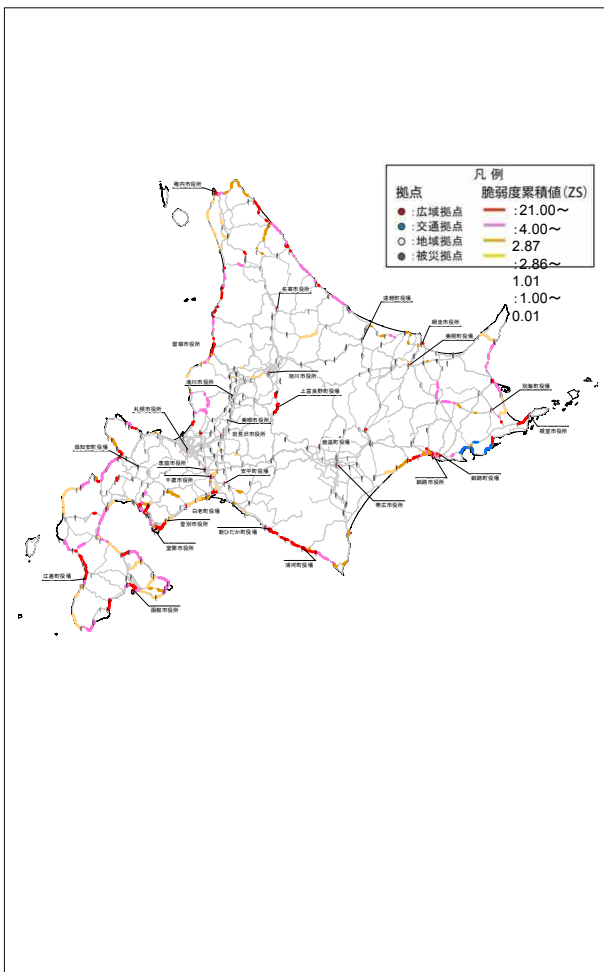 凡 例
拠点
脆弱度累積値(ZS)
:広域拠点
:21.00～
:交通拠点
:4.00～
2.87
:地域拠点
:2.86～
1.01
:被災拠点
:1.00～
0.01
稚内市役所
名寄市役所
遠軽町役場
網走市役所
美幌町役場
留萌市役所
旭川市役所
滝川市役所
上富良野町役場
別海町役場
札幌市役所
美唄市役所
岩見沢市役所
根室市役所
倶知安町役場
鹿追町役場
恵庭市役所
千歳市役所
安平町役場
釧路市役所
釧路町役場
帯広市役所
白老町役場
登別市役所
新ひだか町役場
室蘭市役所
浦河町役場
江差町役場
函館市役所